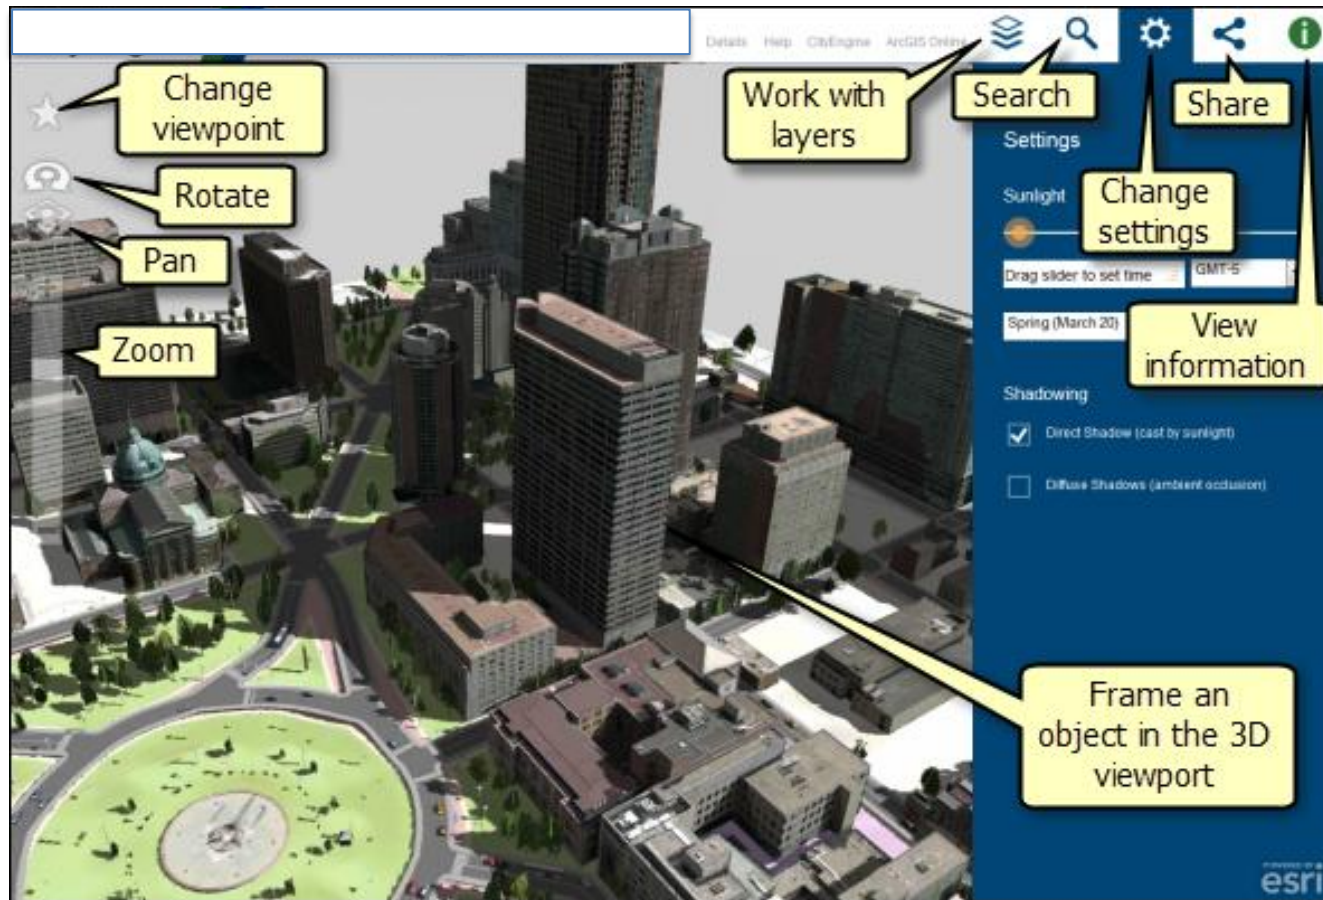 Details Help CityEngine ArcGIS Online
Change
viewpoint
Rotate
Pan
Zoom
Work with
layers
Search
Share
Settings
Sunlight
Change
settings
Drag slider to set time
GMT-5
Spring (March 20)
View
information
Shadowing
Direct Shadow (cast by sunlight)
Diffuse Shadows (ambient occlusion)
Frame an
object in the 3D
viewport
POWERED BY
esri